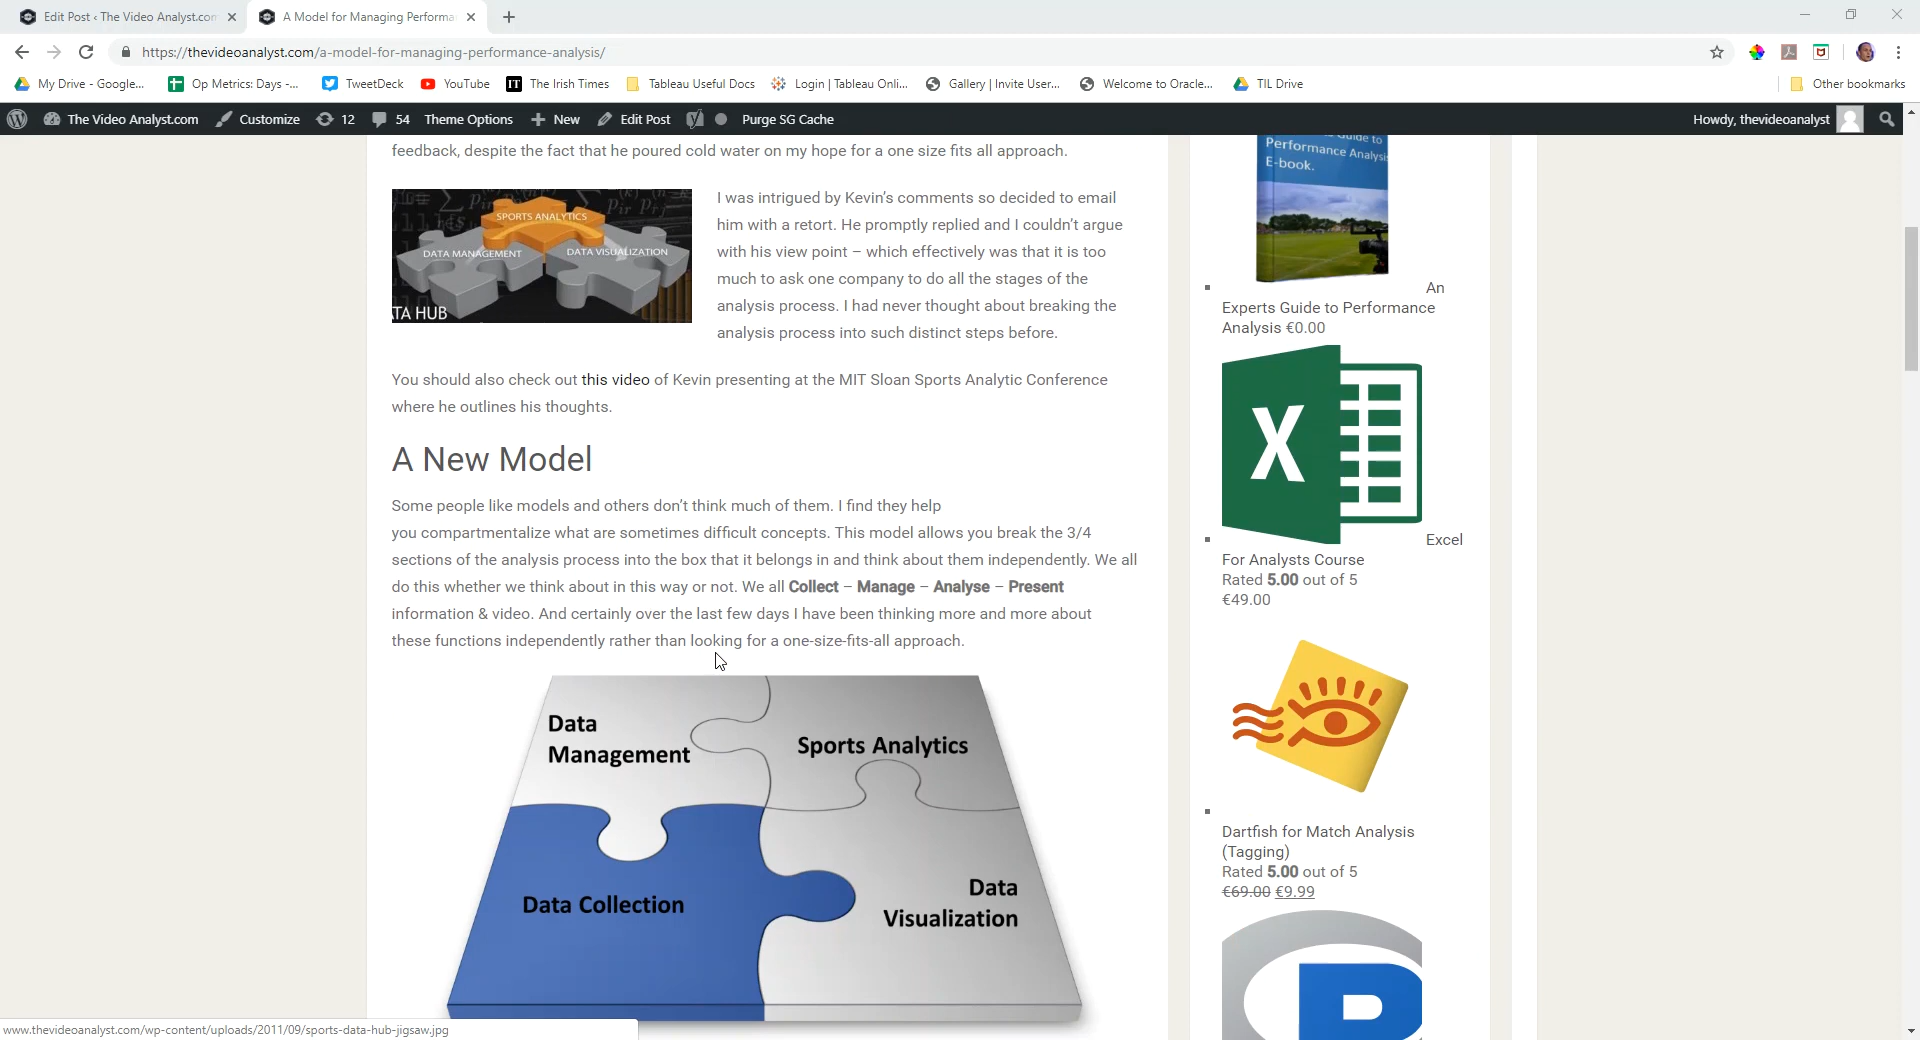 Edit Post ‹ The Video Analyst.com
A Model for Managing Performa
https://thevideoanalyst.com/a-model-for-managing-performance-analysis/
My Drive - Google...
Op Metrics: Days -...
TweetDeck
YouTube
IT
The Irish Times
Tableau Useful Docs
Login | Tableau Onli...
Gallery | Invite User...
Welcome to Oracle...
TIL Drive
Other bookmarks
The Video Analyst.com
Customize
12
54
Theme Options
New
Edit Post
Purge SG Cache
Howdy, thevideoanalyst
feedback, despite the fact that he poured cold water on my hope for a one size fits all approach.
SPORTS ANALYTICS
DATA MANAGEMENT
DATA VISUALIZATION
TA HUB
I was intrigued by Kevin’s comments so decided to email
him with a retort. He promptly replied and I couldn’t argue
with his view point – which effectively was that it is too
much to ask one company to do all the stages of the
analysis process. I had never thought about breaking the
analysis process into such distinct steps before.
You should also check out this video of Kevin presenting at the MIT Sloan Sports Analytic Conference
where he outlines his thoughts.
A New Model
Some people like models and others don’t think much of them. I find they help
you compartmentalize what are sometimes difficult concepts. This model allows you break the 3/4
sections of the analysis process into the box that it belongs in and think about them independently. We all
do this whether we think about in this way or not. We all Collect – Manage – Analyse – Present
information & video. And certainly over the last few days I have been thinking more and more about
these functions independently rather than looking for a one-size-fits-all approach.
Data
Management
Sports Analytics
Data Collection
Data
Visualization
Guide to
Performance Analysis
E-book.
An
Experts Guide to Performance
Analysis €0.00
X
Excel
For Analysts Course
Rated 5.00 out of 5
€49.00
Dartfish for Match Analysis
(Tagging)
Rated 5.00 out of 5
€69.00 €9.99
R
www.thevideoanalyst.com/wp-content/uploads/2011/09/sports-data-hub-jigsaw.jpg